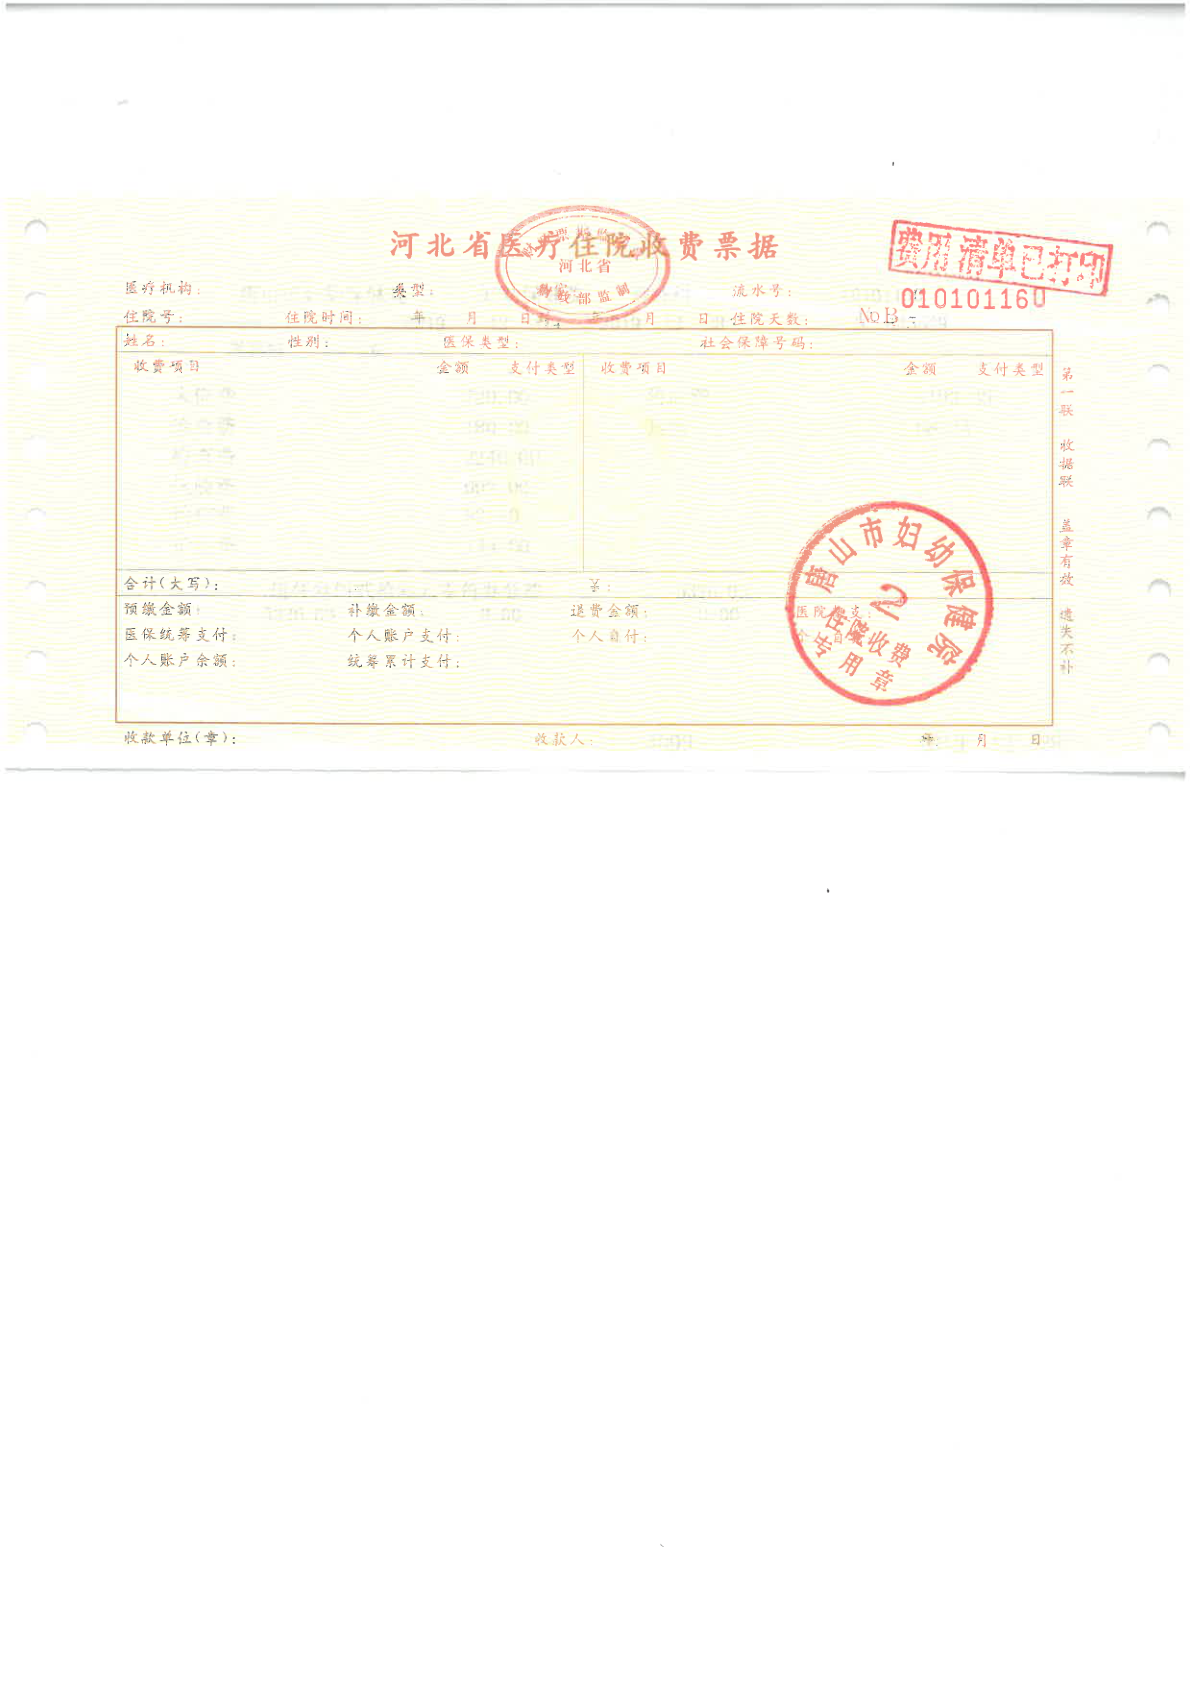 河北省医疗住院收费票据
河北省
财政部监制
费用清单已打印
医疗机构: 类型: 流水号: 010101160
住院号: 住院时间: 年 月 日到 年 月 日 住院天数: No B
姓名: 性别: 医保类型: 社会保障号码:
收费项目 金额 支付类型 收费项目 金额 支付类型
合计(大写):
预缴金额: 补缴金额: 退费金额: 医院垫支:
医保统筹支付: 个人账户支付: 个人自付:
个人账户余额: 统筹累计支付:
唐山市妇幼保健院
2
住院收费
专用章
收款单位(章): 收款人: 年 月 日
第一联 收据联 盖章有效 遗失不补